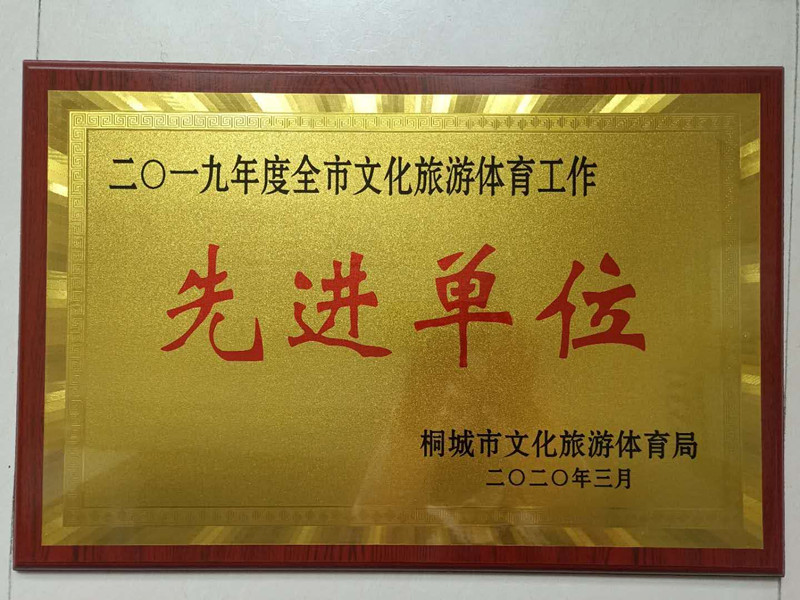 二〇一九年度全市文化旅游体育工作
先进单位
桐城市文化旅游体育局
二〇二〇年三月